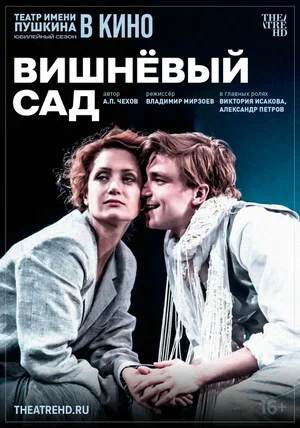 ТЕАТР ИМЕНИ
ПУШКИНА
ЮБИЛЕЙНЫЙ СЕЗОН
В КИНО
THEATRE HD
ВИШНЁВЫЙ
САД
автор
А.П. ЧЕХОВ
режиссёр
ВЛАДИМИР МИРЗОЕВ
в главных ролях
ВИКТОРИЯ ИСАКОВА,
АЛЕКСАНДР ПЕТРОВ
THEATREHD.RU
16+